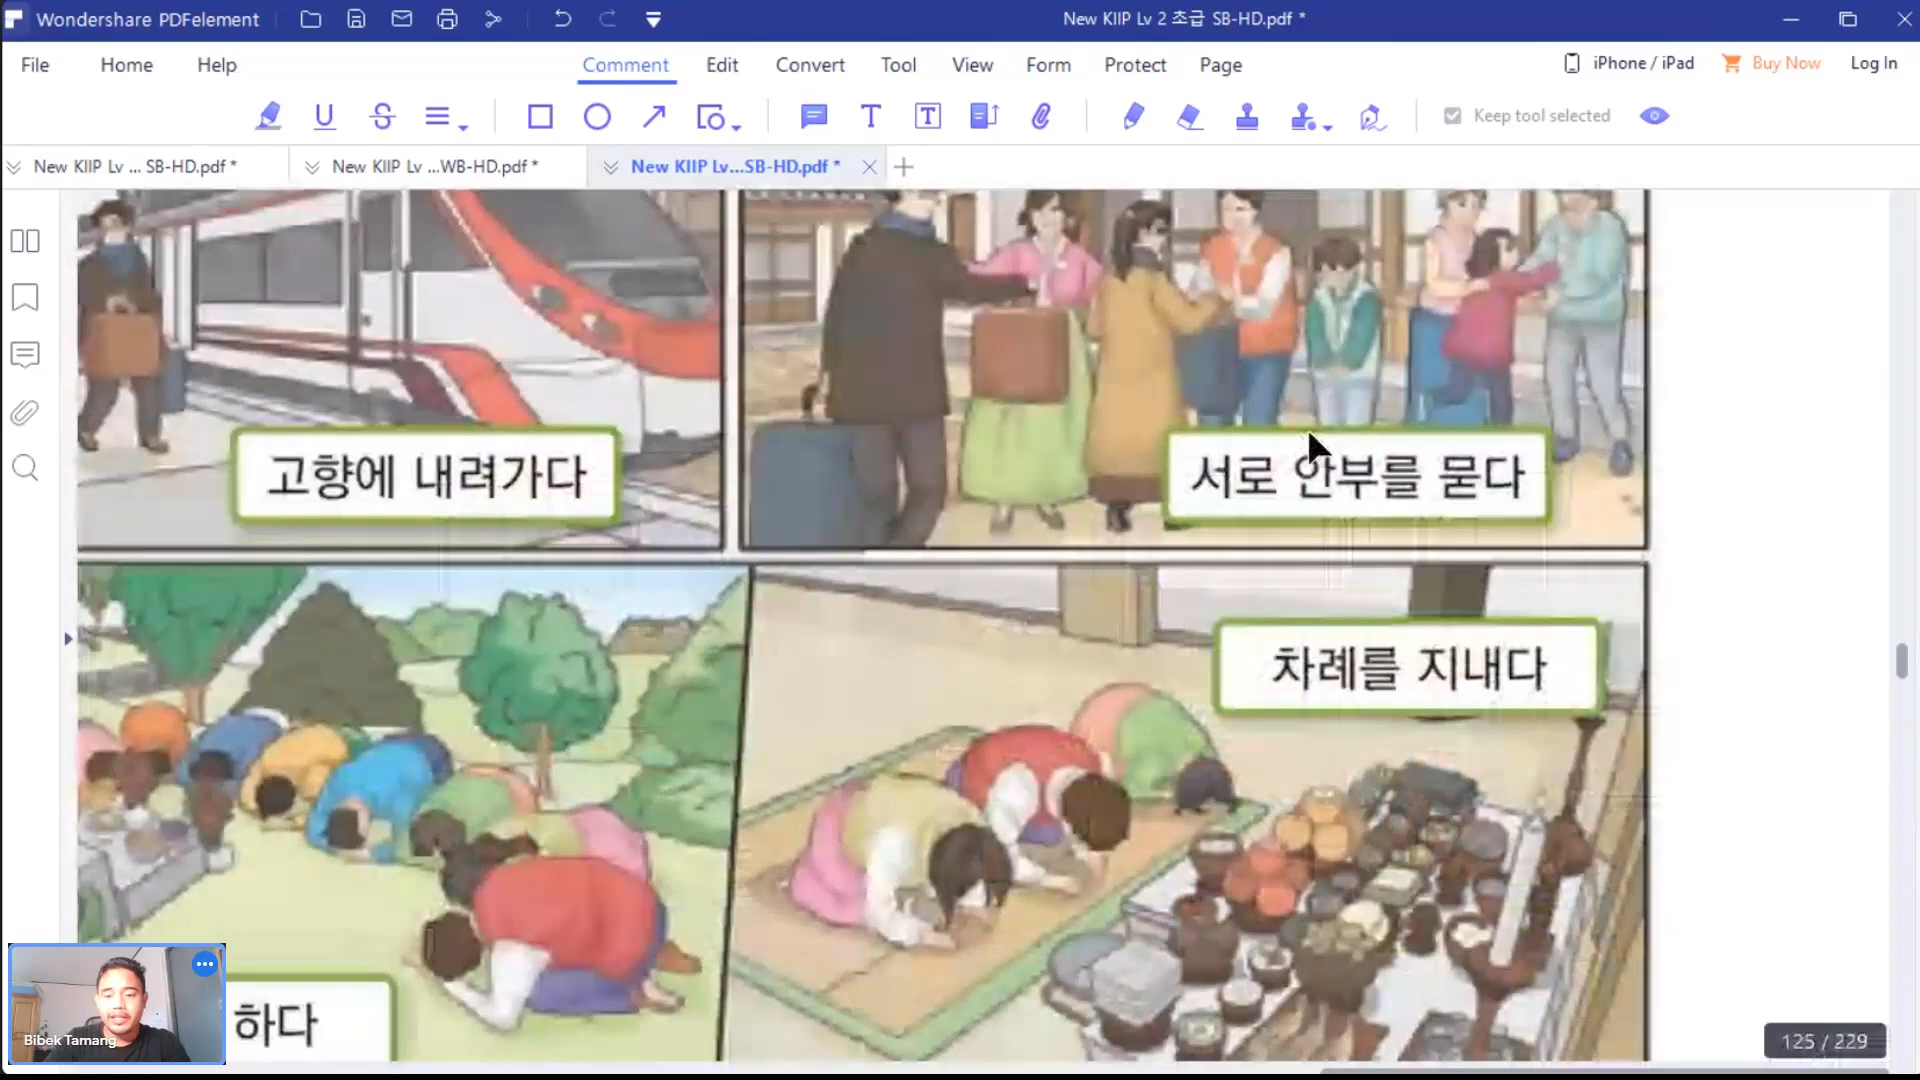 Wondershare PDFelement
New KIIP Lv 2 초급 SB-HD.pdf *
File Home Help Comment Edit Convert Tool View Form Protect Page iPhone / iPad Buy Now Log In
Keep tool selected
New KIIP Lv ... SB-HD.pdf * New KIIP Lv ...WB-HD.pdf * New KIIP Lv...SB-HD.pdf *
고향에 내려가다
서로 안부를 묻다
차례를 지내다
하다
Bibek Tamang
125 / 229